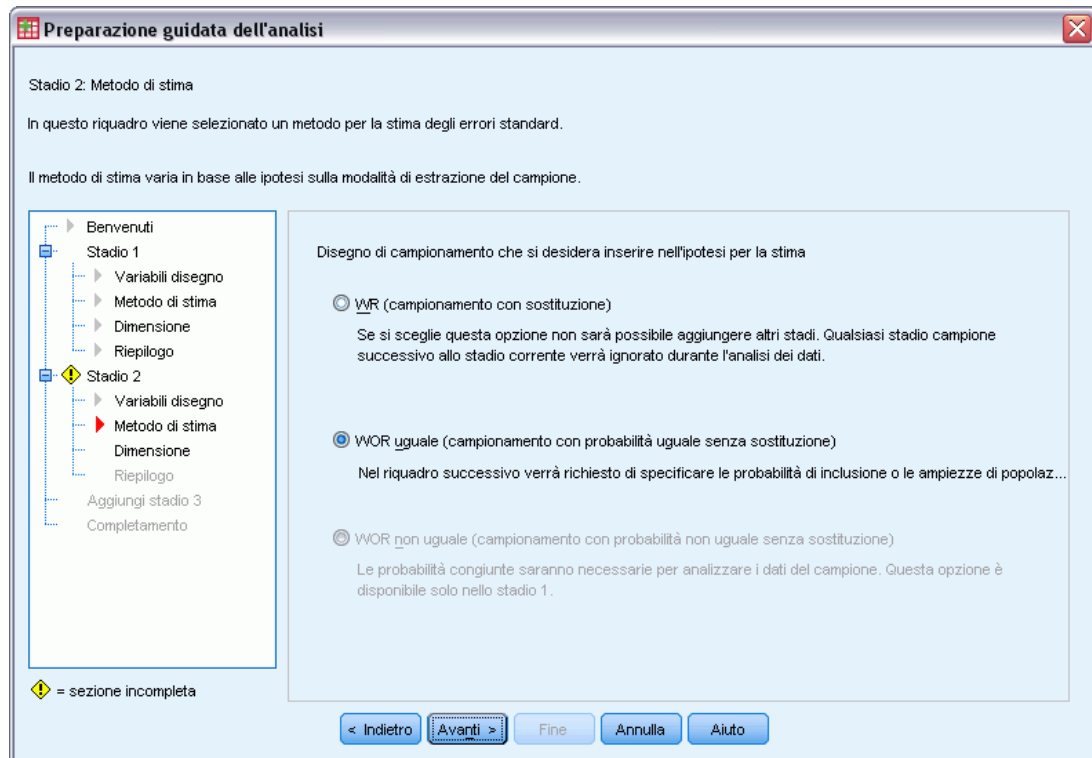 Preparazione guidata dell'analisi
Stadio 2: Metodo di stima
In questo riquadro viene selezionato un metodo per la stima degli errori standard.
Il metodo di stima varia in base alle ipotesi sulla modalità di estrazione del campione.
Benvenuti
Stadio 1
Variabili disegno
Metodo di stima
Dimensione
Riepilogo
Stadio 2
Variabili disegno
Metodo di stima
Dimensione
Riepilogo
Aggiungi stadio 3
Completamento
! = sezione incompleta
Disegno di campionamento che si desidera inserire nell'ipotesi per la stima
WR (campionamento con sostituzione)
Se si sceglie questa opzione non sarà possibile aggiungere altri stadi. Qualsiasi stadio campione
successivo allo stadio corrente verrà ignorato durante l'analisi dei dati.
WOR uguale (campionamento con probabilità uguale senza sostituzione)
Nel riquadro successivo verrà richiesto di specificare le probabilità di inclusione o le ampiezze di popolaz...
WOR non uguale (campionamento con probabilità non uguale senza sostituzione)
Le probabilità congiunte saranno necessarie per analizzare i dati del campione. Questa opzione è
disponibile solo nello stadio 1.
< Indietro Avanti > Fine Annulla Aiuto